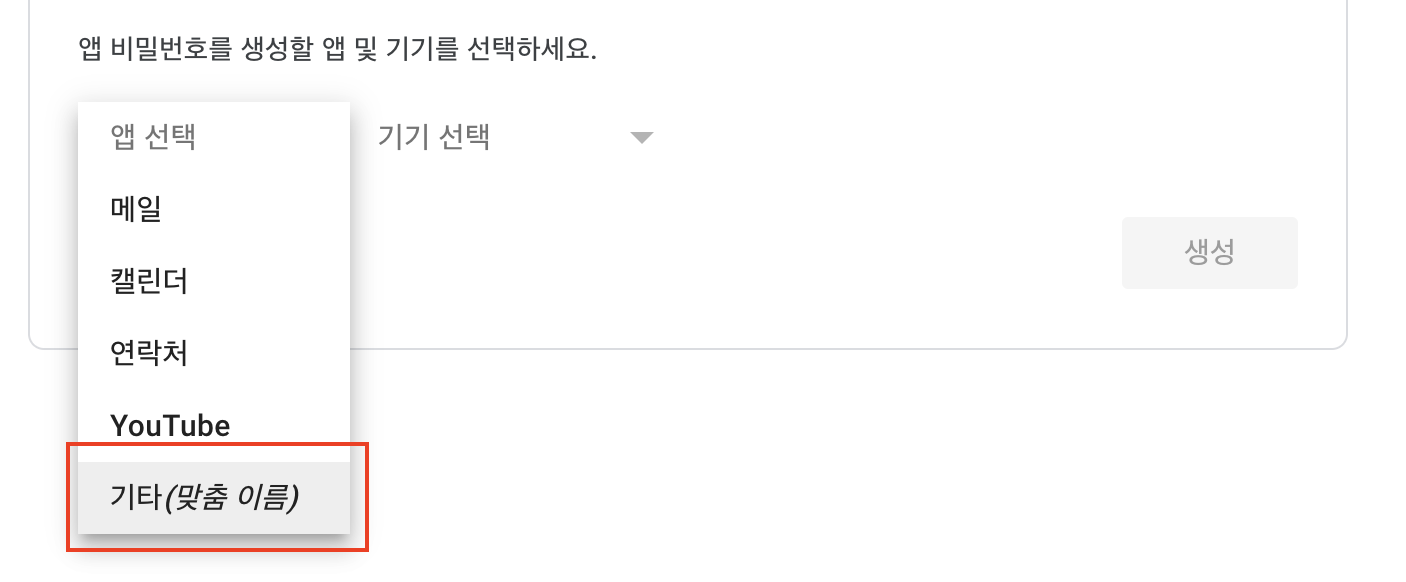 앱 비밀번호를 생성할 앱 및 기기를 선택하세요.
앱 선택
기기 선택
메일
캘린더
생성
연락처
YouTube
기타(맞춤 이름)